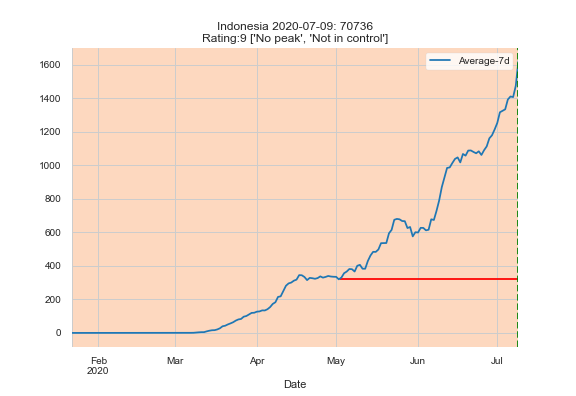 Indonesia 2020-07-09: 70736
Rating:9 ['No peak', 'Not in control']
Average-7d
1600
1400
1200
1000
800
600
400
200
0
Feb Mar Apr May Jun Jul
2020
Date